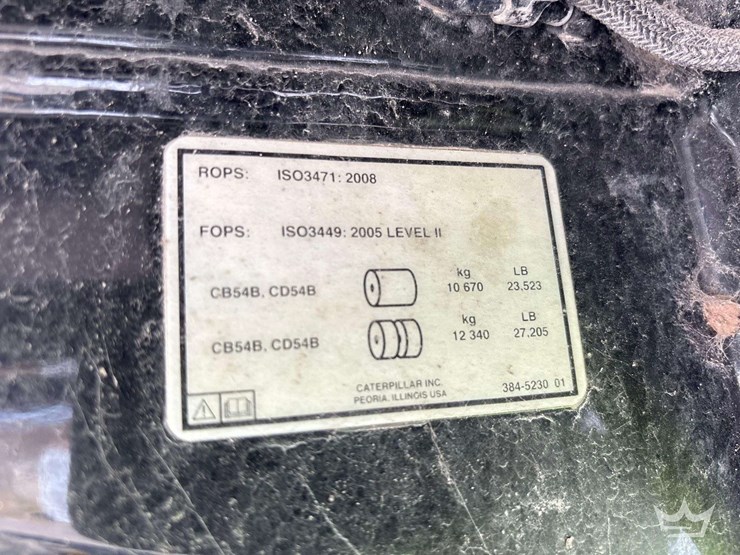 ROPS: ISO3471: 2008
FOPS: ISO3449: 2005 LEVEL II
kg LB
CB54B, CD54B 10 670 23,523
kg LB
CB54B, CD54B 12 340 27,205
CATERPILLAR INC.
PEORIA, ILLINOIS USA
384-5230 01